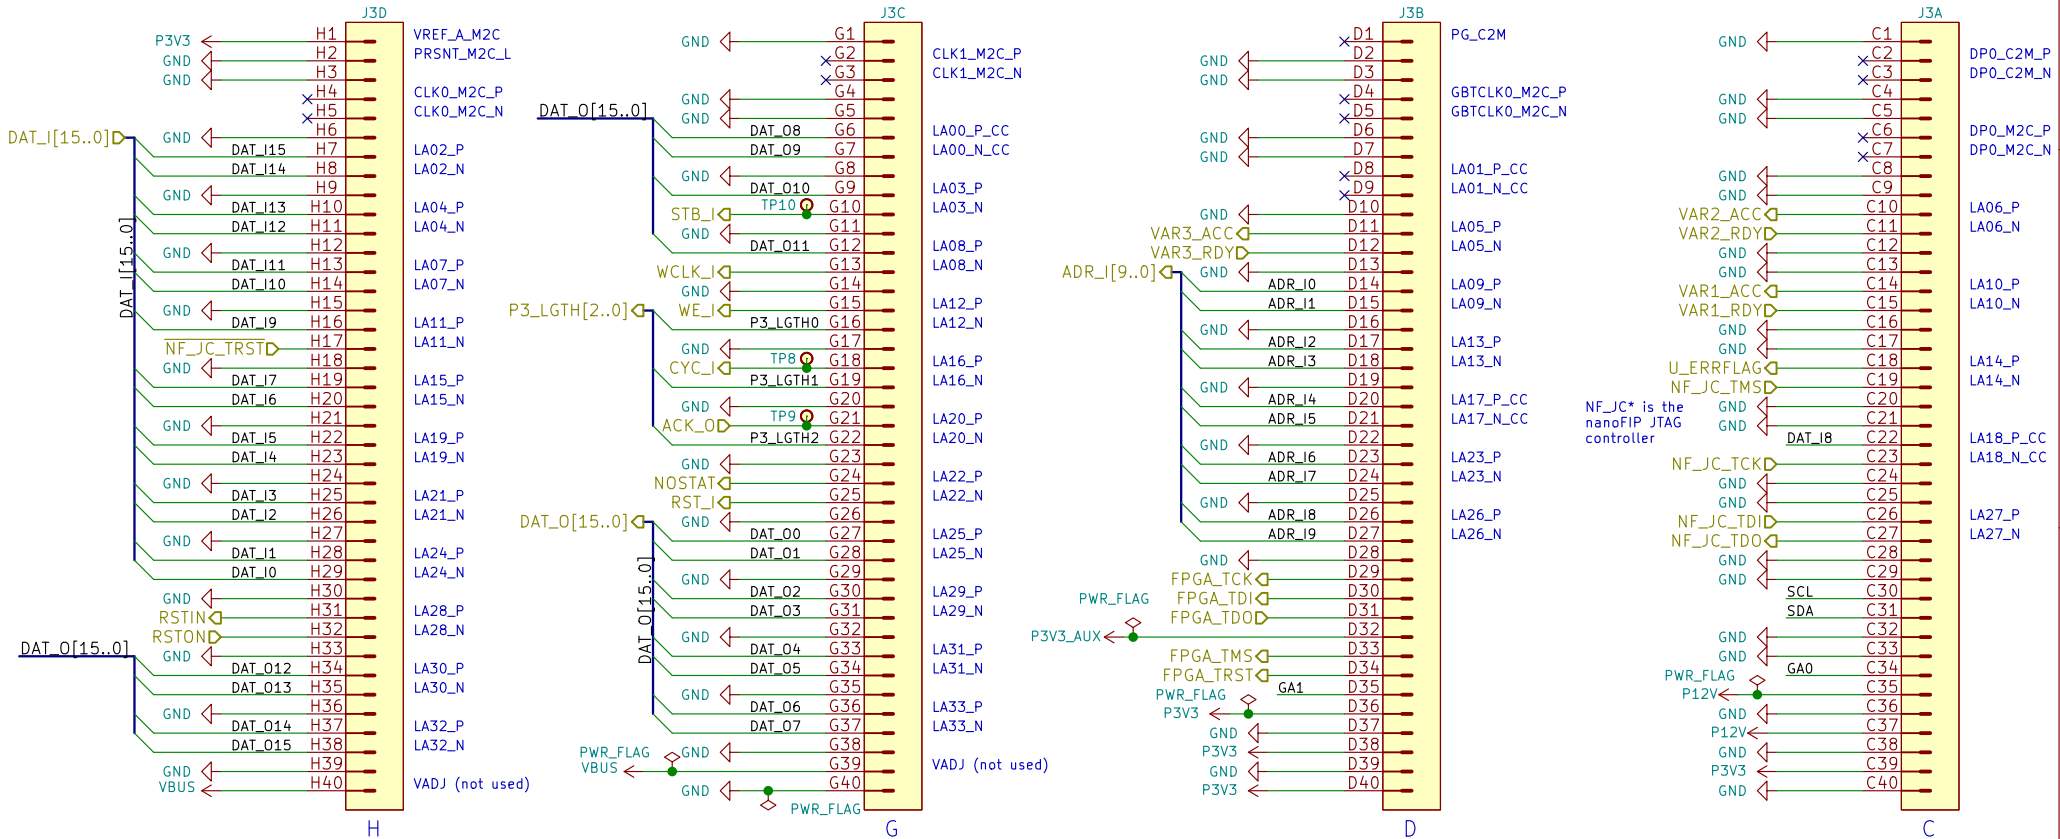 J3D
P3V3 H1 VREF_A_M2C
GND H2 PRSNT_M2C_L
GND H3
H4 CLK0_M2C_P
H5 CLK0_M2C_N
DAT_I[15..0] GND H6
DAT_I15 H7 LA02_P
DAT_I14 H8 LA02_N
GND H9
DAT_I13 H10 LA04_P
DAT_I12 H11 LA04_N
GND H12
DAT_I[15..0]
DAT_I11 H13 LA07_P
DAT_I10 H14 LA07_N
GND H15
DAT_I9 H16 LA11_P
NF_JC_TRST H17 LA11_N
GND H18
DAT_I7 H19 LA15_P
DAT_I6 H20 LA15_N
GND H21
DAT_I5 H22 LA19_P
DAT_I4 H23 LA19_N
GND H24
DAT_I3 H25 LA21_P
DAT_I2 H26 LA21_N
GND H27
DAT_I1 H28 LA24_P
DAT_I0 H29 LA24_N
GND H30
RSTIN H31 LA28_P
RSTON H32 LA28_N
DAT_O[15..0] GND H33
DAT_O12 H34 LA30_P
DAT_O13 H35 LA30_N
GND H36
DAT_O14 H37 LA32_P
DAT_O15 H38 LA32_N
GND H39
VBUS H40 VADJ (not used)
H
J3C
GND G1
G2 CLK1_M2C_P
G3 CLK1_M2C_N
GND G4
DAT_O[15..0] GND G5
DAT_O8 G6 LA00_P_CC
DAT_O9 G7 LA00_N_CC
GND G8
DAT_O10 G9 LA03_P
TP10
STB_I G10 LA03_N
GND G11
DAT_O11 G12 LA08_P
WCLK_I G13 LA08_N
GND G14
P3_LGTH[2..0] WE_I G15 LA12_P
P3_LGTH0 G16 LA12_N
GND G17
TP8
CYC_I G18 LA16_P
P3_LGTH1 G19 LA16_N
GND G20
TP9
ACK_O G21 LA20_P
P3_LGTH2 G22 LA20_N
GND G23
NOSTAT G24 LA22_P
RST_I G25 LA22_N
DAT_O[15..0] GND G26
DAT_O0 G27 LA25_P
DAT_O1 G28 LA25_N
GND G29
DAT_O[15..0]
DAT_O2 G30 LA29_P
DAT_O3 G31 LA29_N
GND G32
DAT_O4 G33 LA31_P
DAT_O5 G34 LA31_N
GND G35
DAT_O6 G36 LA33_P
DAT_O7 G37 LA33_N
PWR_FLAG GND G38
VBUS G39 VADJ (not used)
GND G40
PWR_FLAG
G
J3B
D1 PG_C2M
GND D2
GND D3
D4 GBTCLK0_M2C_P
D5 GBTCLK0_M2C_N
GND D6
GND D7
D8 LA01_P_CC
D9 LA01_N_CC
GND D10
VAR3_ACC D11 LA05_P
VAR3_RDY D12 LA05_N
ADR_I[9..0] GND D13
ADR_I0 D14 LA09_P
ADR_I1 D15 LA09_N
GND D16
ADR_I2 D17 LA13_P
ADR_I3 D18 LA13_N
GND D19
ADR_I4 D20 LA17_P_CC
ADR_I5 D21 LA17_N_CC
GND D22
ADR_I6 D23 LA23_P
ADR_I7 D24 LA23_N
GND D25
ADR_I8 D26 LA26_P
ADR_I9 D27 LA26_N
GND D28
FPGA_TCK D29
PWR_FLAG FPGA_TDI D30
FPGA_TDO D31
P3V3_AUX D32
FPGA_TMS D33
FPGA_TRST D34
PWR_FLAG GA1 D35
P3V3 D36
GND D37
P3V3 D38
GND D39
P3V3 D40
D
J3A
GND C1
C2 DP0_C2M_P
C3 DP0_C2M_N
GND C4
GND C5
C6 DP0_M2C_P
C7 DP0_M2C_N
GND C8
GND C9
VAR2_ACC C10 LA06_P
VAR2_RDY C11 LA06_N
GND C12
GND C13
VAR1_ACC C14 LA10_P
VAR1_RDY C15 LA10_N
GND C16
GND C17
U_ERRFLAG C18 LA14_P
NF_JC_TMS C19 LA14_N
NF_JC* is the
nanoFIP JTAG
controller
GND C20
GND C21
DAT_I8 C22 LA18_P_CC
NF_JC_TCK C23 LA18_N_CC
GND C24
GND C25
NF_JC_TDI C26 LA27_P
NF_JC_TDO C27 LA27_N
GND C28
GND C29
SCL C30
SDA C31
GND C32
GND C33
PWR_FLAG GA0 C34
P12V C35
GND C36
P12V C37
GND C38
P3V3 C39
GND C40
C